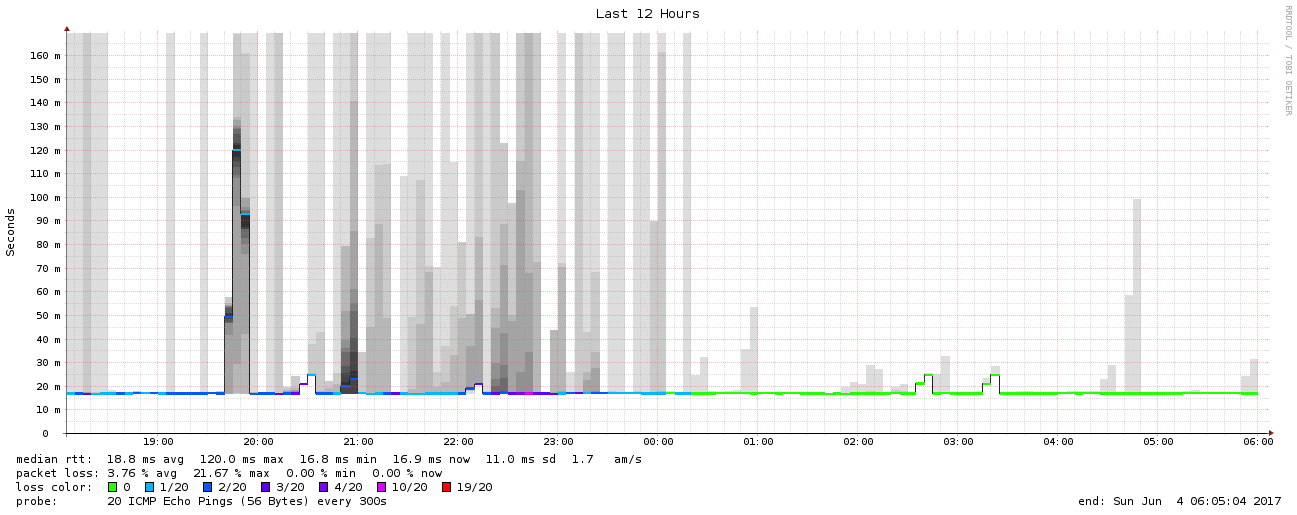 Last 12 Hours
RRDTOOL / TOBI OETIKER
Seconds
160 m
150 m
140 m
130 m
120 m
110 m
100 m
90 m
80 m
70 m
60 m
50 m
40 m
30 m
20 m
10 m
0
19:00 20:00 21:00 22:00 23:00 00:00 01:00 02:00 03:00 04:00 05:00 06:00
median rtt: 18.8 ms avg 120.0 ms max 16.8 ms min 16.9 ms now 11.0 ms sd 1.7 am/s
packet loss: 3.76 % avg 21.67 % max 0.00 % min 0.00 % now
loss color: 0 1/20 2/20 3/20 4/20 10/20 19/20
probe: 20 ICMP Echo Pings (56 Bytes) every 300s end: Sun Jun 4 06:05:04 2017